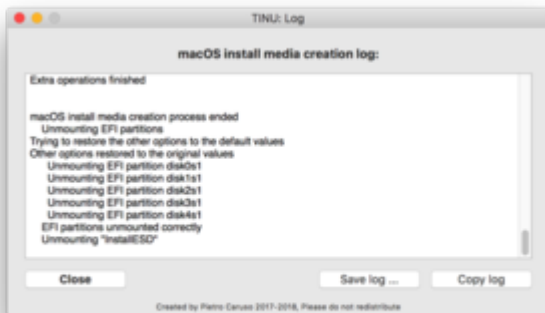 TINU: Log
macOS install media creation log:
Extra operations finished
macOS install media creation process ended
Unmounting EFI partitions
Trying to restore the other options to the default values
Other options restored to the original values
Unmounting EFI partition disk0s1
Unmounting EFI partition disk1s1
Unmounting EFI partition disk2s1
Unmounting EFI partition disk3s1
Unmounting EFI partition disk4s1
EFI partitions unmounted correctly
Unmounting "InstallESD"
Close
Save log ...
Copy log
Created by Pietro Caruso 2017-2018, Please do not redistribute